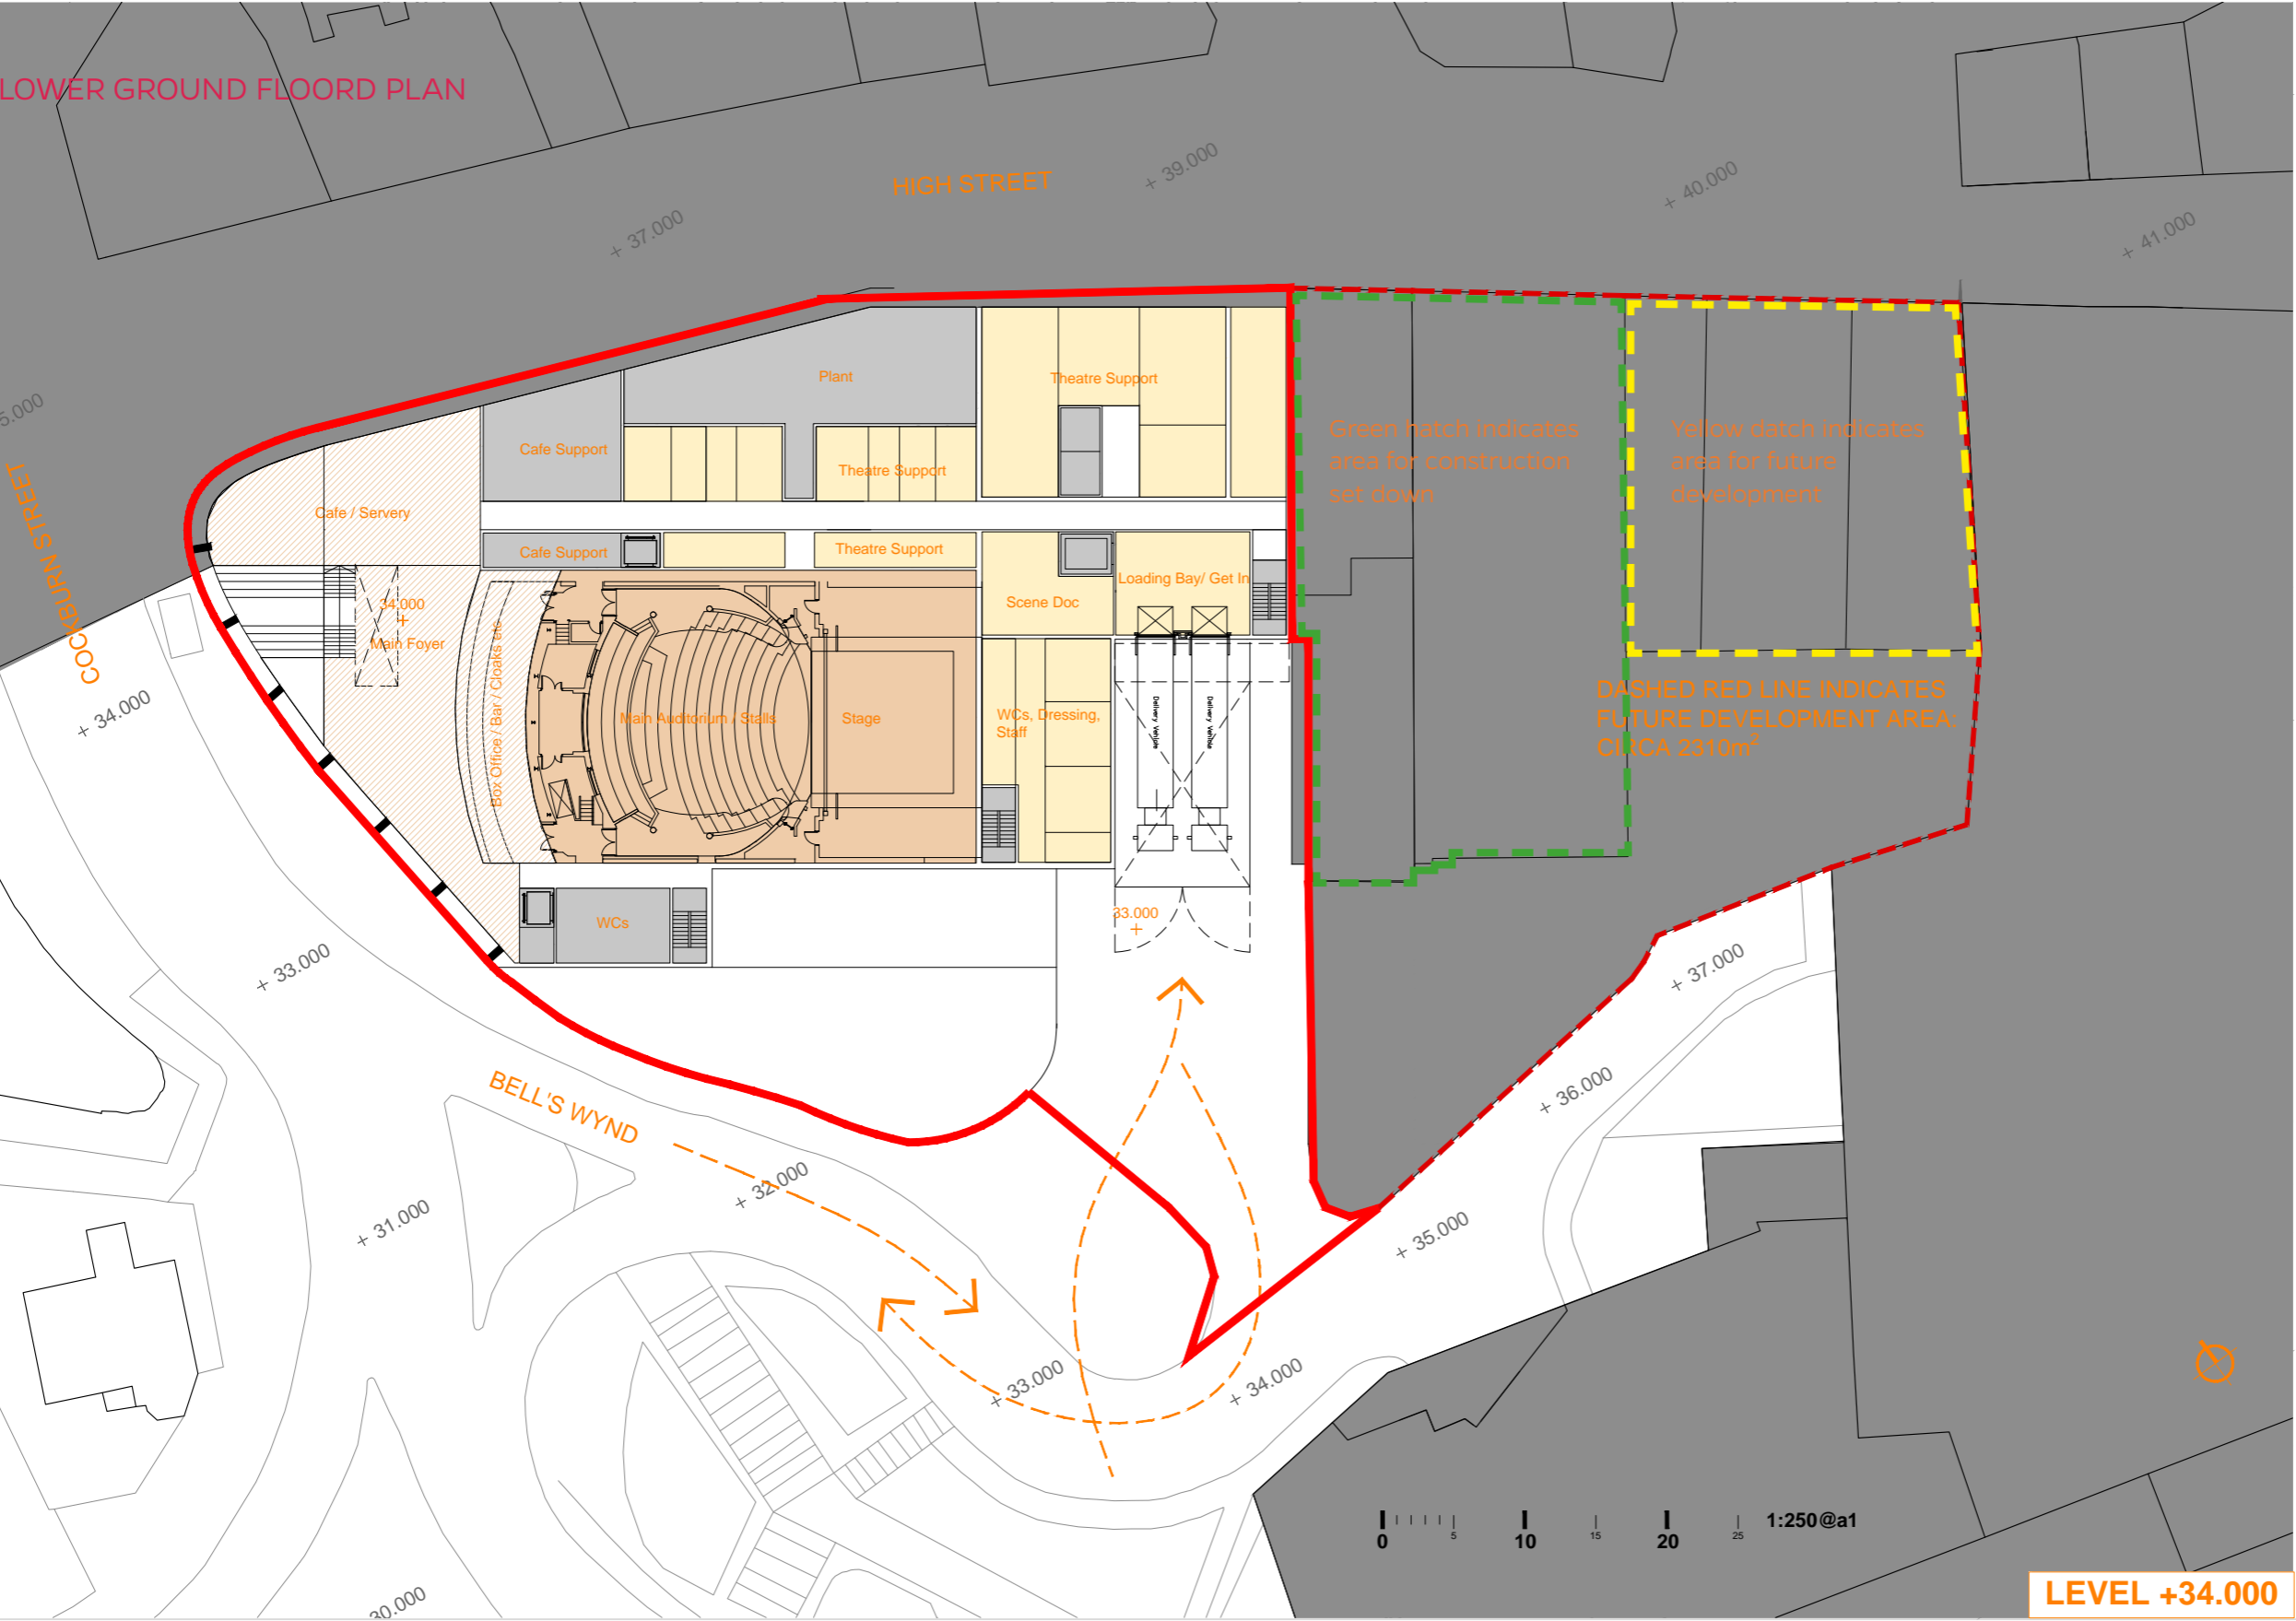 LOWER GROUND FLOORD PLAN
HIGH STREET
+ 39.000
+ 40.000
+ 37.000
+ 41.000
5.000
COCKBURN STREET
Plant
Theatre Support
Cafe Support
Theatre Support
Cafe / Servery
Cafe Support
Theatre Support
Green hatch indicates
area for construction
set down
Yellow datch indicates
area for future
development
Loading Bay/ Get In
Scene Doc
34.000
+
Main Foyer
Box Office / Bar / Cloaks etc
Main Auditorium / Stalls
Stage
WCs, Dressing,
Staff
Delivery Vehicle
Delivery Vehicle
DASHED RED LINE INDICATES
FUTURE DEVELOPMENT AREA:
CIRCA 2310m²
+ 34.000
WCs
33.000
+
+ 33.000
+ 37.000
BELL'S WYND
+ 36.000
+ 32.000
+ 31.000
+ 35.000
+ 33.000
+ 34.000
30.000
0 5 10 15 20 25
1:250@a1
LEVEL +34.000